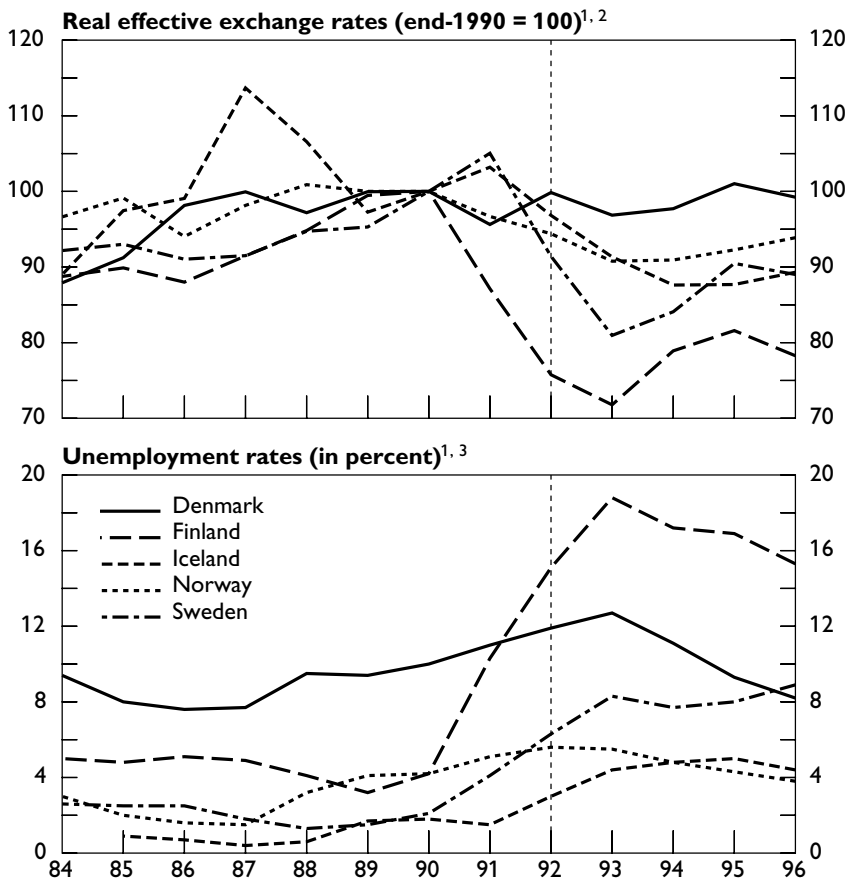 Real effective exchange rates (end-1990 = 100)1, 2
120 120
110 110
100 100
90 90
80 80
70 70
Unemployment rates (in percent)1, 3
20 20
Denmark
Finland
16 16
Iceland
Norway
Sweden
12 12
8 8
4 4
0 0
84 85 86 87 88 89 90 91 92 93 94 95 96